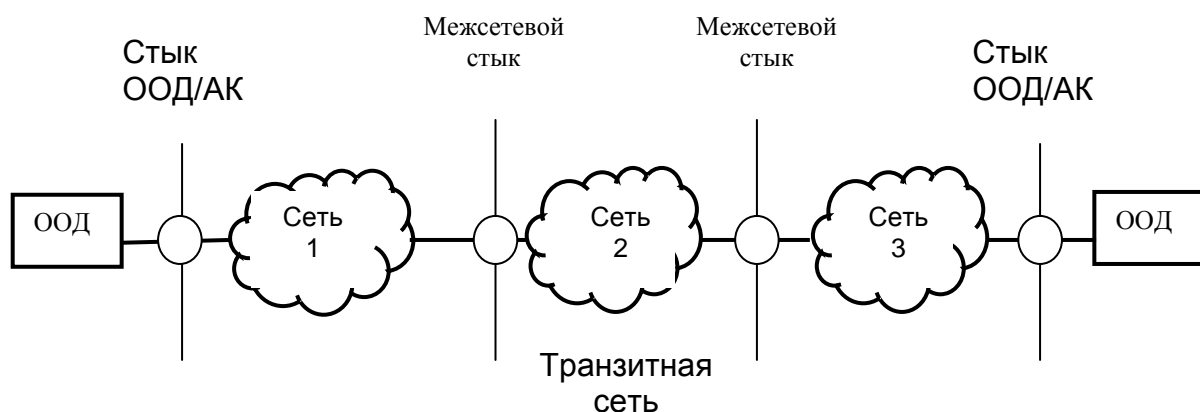 Стык
ООД/АК
Межсетевой
стык
Межсетевой
стык
Стык
ООД/АК
ООД
Сеть
1
Сеть
2
Сеть
3
ООД
Транзитная
сеть